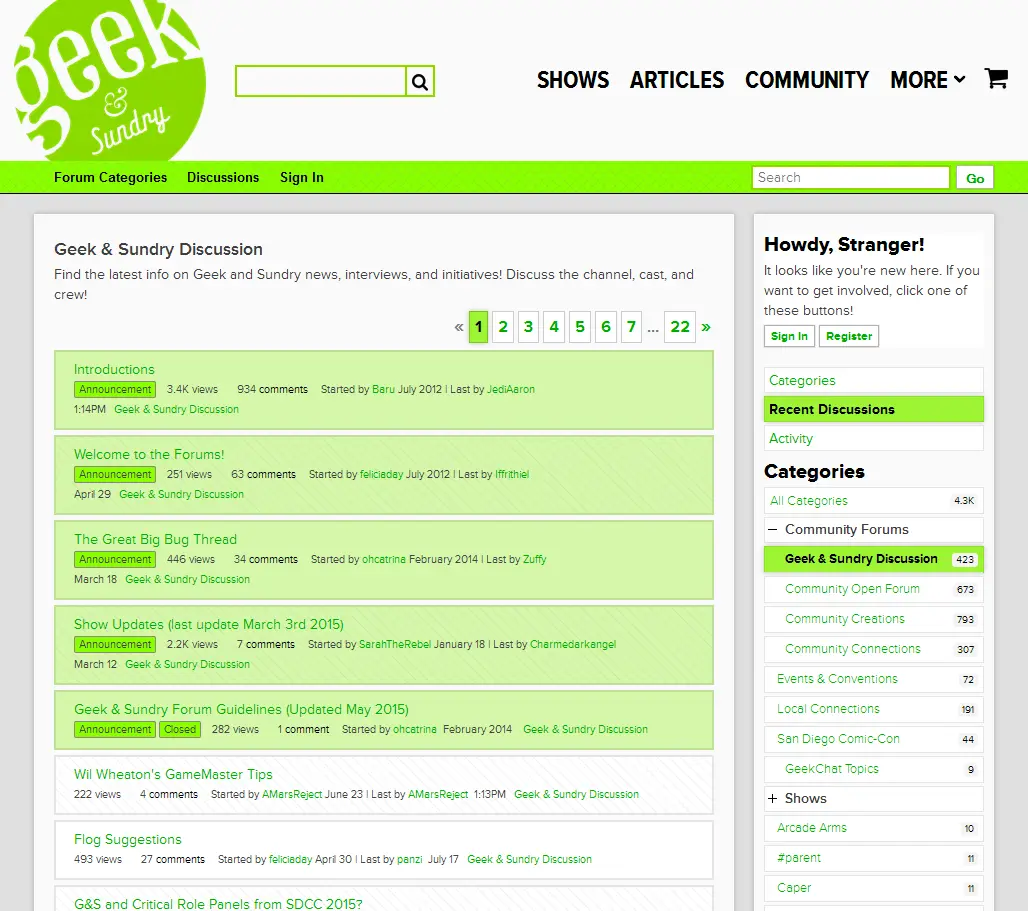 geek
&
Sundry
SHOWS ARTICLES COMMUNITY MORE
Forum Categories Discussions Sign In Search Go
Geek & Sundry Discussion
Find the latest info on Geek and Sundry news, interviews, and initiatives! Discuss the channel, cast, and
crew!
« 1 2 3 4 5 6 7 ... 22 »
Introductions
Announcement 3.4K views 934 comments Started by Baru July 2012 | Last by JediAaron
1:14PM Geek & Sundry Discussion
Welcome to the Forums!
Announcement 251 views 63 comments Started by feliciaday July 2012 | Last by Iffrithiel
April 29 Geek & Sundry Discussion
The Great Big Bug Thread
Announcement 446 views 34 comments Started by ohcatrina February 2014 | Last by Zuffy
March 18 Geek & Sundry Discussion
Show Updates (last update March 3rd 2015)
Announcement 2.2K views 7 comments Started by SarahTheRebel January 18 | Last by Charmedarkangel
March 12 Geek & Sundry Discussion
Geek & Sundry Forum Guidelines (Updated May 2015)
Announcement Closed 282 views 1 comment Started by ohcatrina February 2014 Geek & Sundry Discussion
Wil Wheaton's GameMaster Tips
222 views 4 comments Started by AMarsReject June 23 | Last by AMarsReject 1:13PM Geek & Sundry Discussion
Flog Suggestions
493 views 27 comments Started by feliciaday April 30 | Last by panzi July 17 Geek & Sundry Discussion
G&S and Critical Role Panels from SDCC 2015?
Howdy, Stranger!
It looks like you're new here. If you
want to get involved, click one of
these buttons!
Sign In Register
Categories
Recent Discussions
Activity
Categories
All Categories 4.3K
− Community Forums
Geek & Sundry Discussion 423
Community Open Forum 673
Community Creations 793
Community Connections 307
Events & Conventions 72
Local Connections 191
San Diego Comic-Con 44
GeekChat Topics 9
+ Shows
Arcade Arms 10
#parent 11
Caper 11